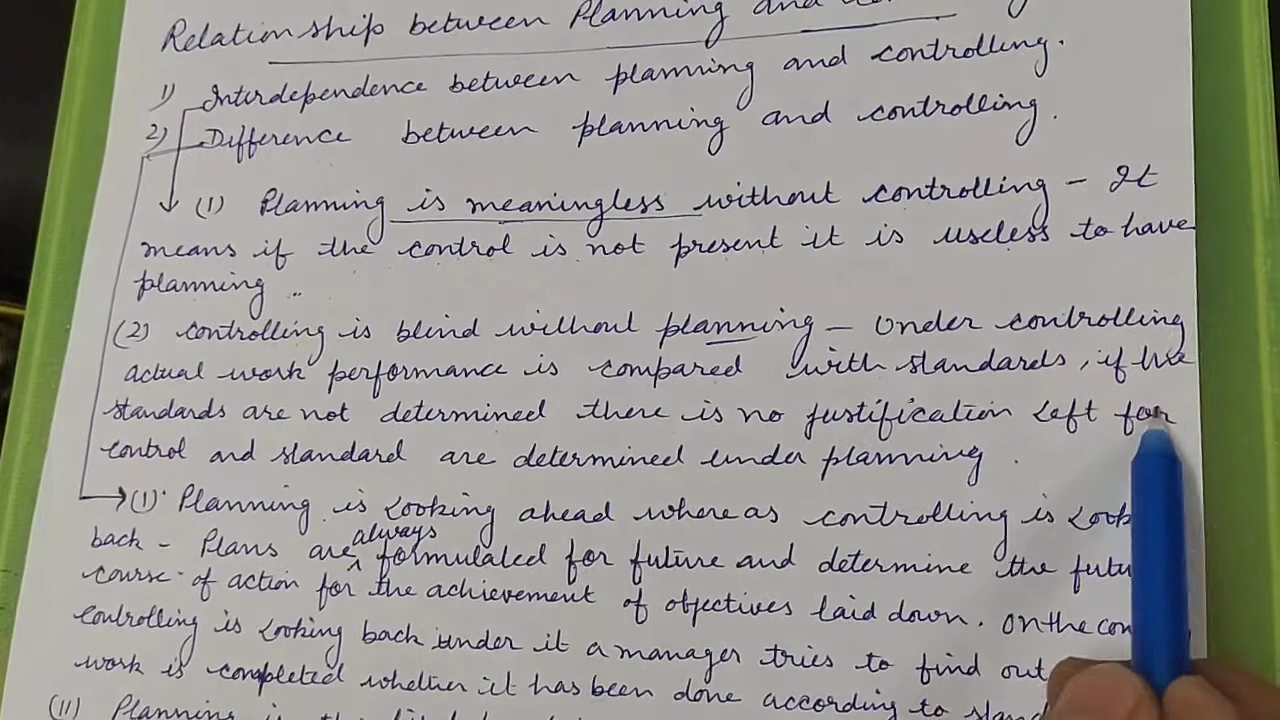 Relationship between Planning and
1) Interdependence between planning and controlling.
2) Difference between planning and controlling.
(1) Planning is meaningless without controlling - It
means if the control is not present it is useless to have
planning
(2) controlling is blind without planning - Under controlling
actual work performance is compared with standards, if the
standards are not determined there is no justification left for
control and standard are determined under planning.
(1) Planning is Looking ahead where as controlling is Look
back - Plans are always formulated for future and determine the futu
course of action for the achievement of objectives laid down. On the con
controlling is Looking back under it a manager tries to find out
work is completed whether it has been done according to stand
(11) Planning is the